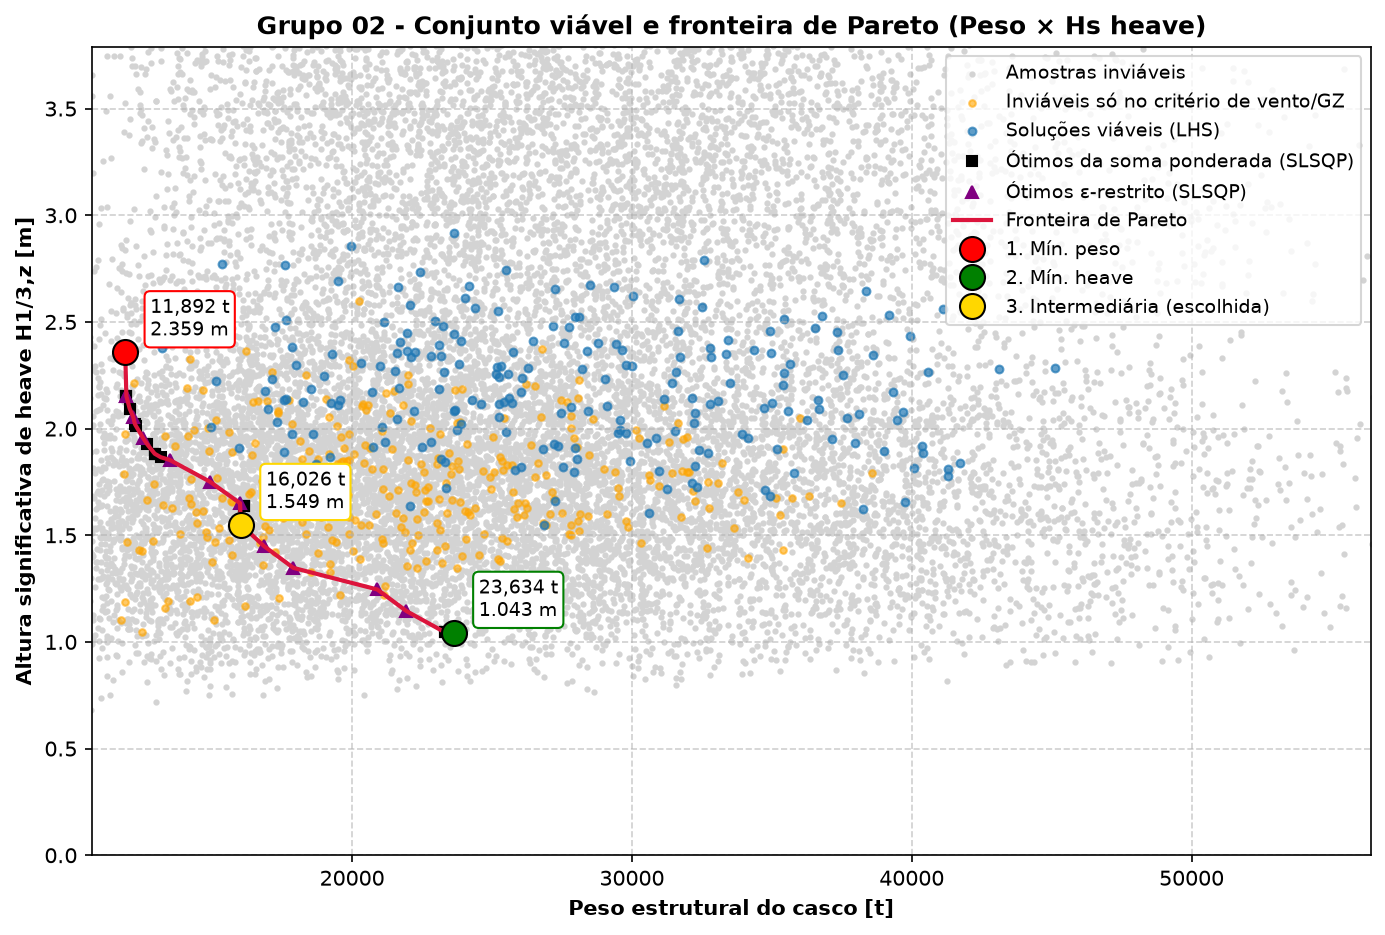 Grupo 02 - Conjunto viável e fronteira de Pareto (Peso × Hs heave)
Altura significativa de heave H1/3,z [m]
3.5
3.0
2.5
2.0
1.5
1.0
0.5
0.0
Amostras inviáveis
Inviáveis só no critério de vento/GZ
Soluções viáveis (LHS)
Ótimos da soma ponderada (SLSQP)
Ótimos ε-restrito (SLSQP)
Fronteira de Pareto
1. Mín. peso
2. Mín. heave
3. Intermediária (escolhida)
11,892 t
2.359 m
16,026 t
1.549 m
23,634 t
1.043 m
20000
30000
40000
50000
Peso estrutural do casco [t]